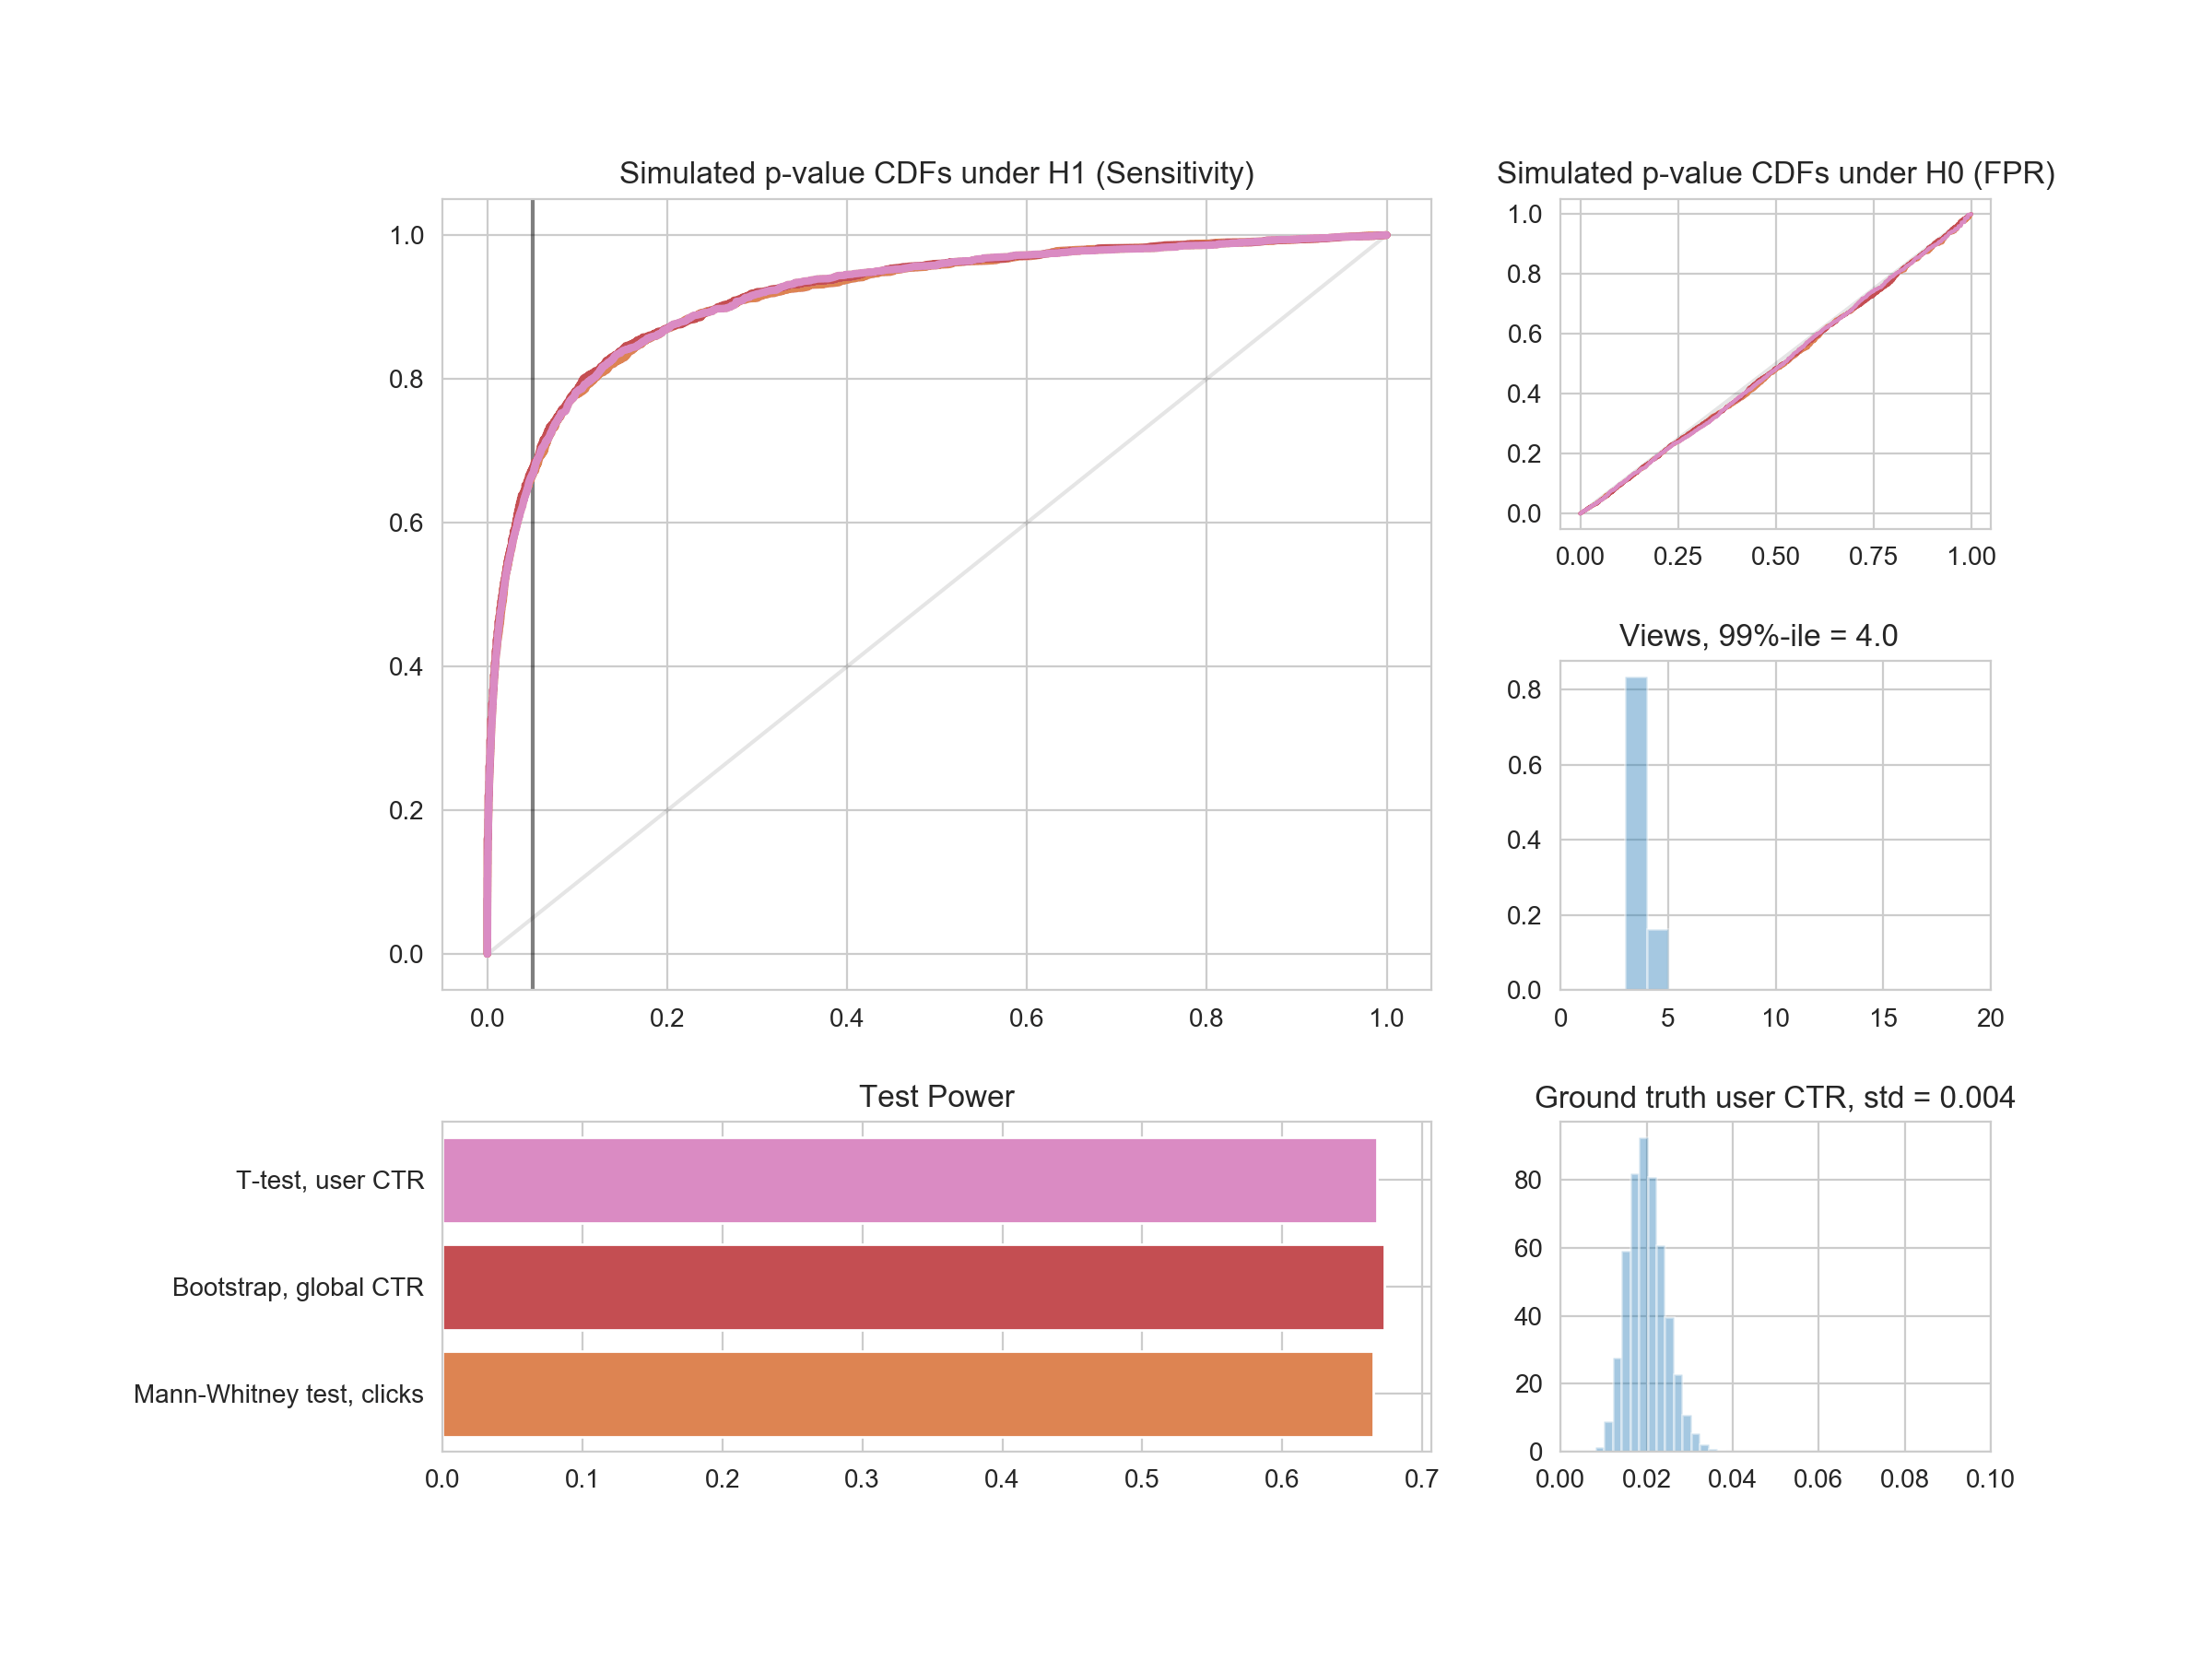 Simulated p-value CDFs under H1 (Sensitivity)
1.0
0.8
0.6
0.4
0.2
0.0
0.0 0.2 0.4 0.6 0.8 1.0
Simulated p-value CDFs under H0 (FPR)
1.0
0.8
0.6
0.4
0.2
0.0
0.00 0.25 0.50 0.75 1.00
Views, 99%-ile = 4.0
0.8
0.6
0.4
0.2
0.0
0 5 10 15 20
Test Power
T-test, user CTR
Bootstrap, global CTR
Mann-Whitney test, clicks
0.0 0.1 0.2 0.3 0.4 0.5 0.6 0.7
Ground truth user CTR, std = 0.004
80
60
40
20
0
0.00 0.02 0.04 0.06 0.08 0.10